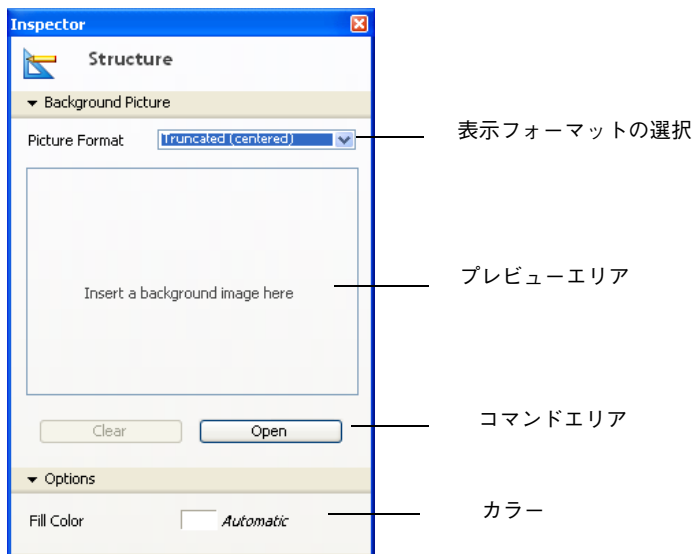 Inspector
Structure
Background Picture
Picture Format
Truncated (centered)
表示フォーマットの選択
Insert a background image here
プレビューエリア
Clear
Open
コマンドエリア
Options
Fill Color
Automatic
カラー